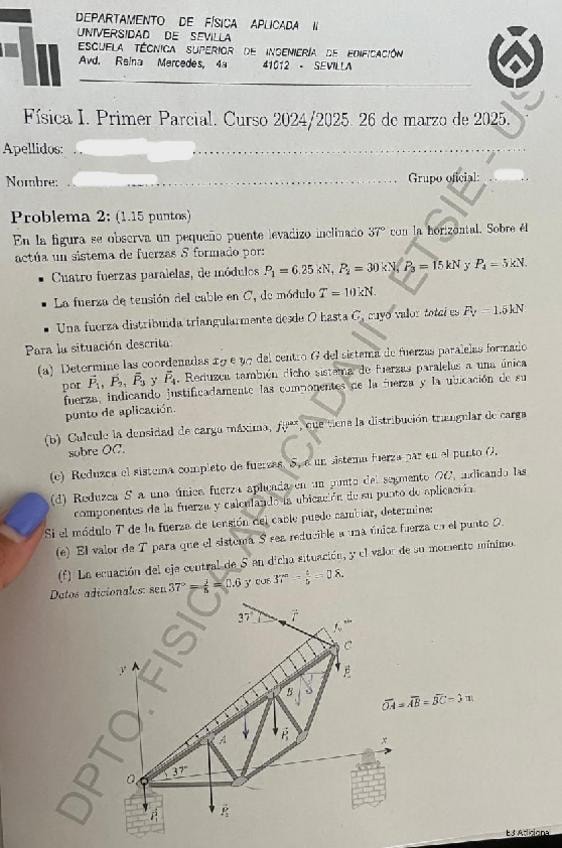 DEPARTAMENTO DE FÍSICA APLICADA II
UNIVERSIDAD DE SEVILLA
ESCUELA TÉCNICA SUPERIOR DE INGENIERÍA DE EDIFICACIÓN
Avd. Reina Mercedes, 4a 41012 - SEVILLA
Física I. Primer Parcial. Curso 2024/2025. 26 de marzo de 2025.
Apellidos:
Nombre: Grupo oficial:
Problema 2: (1.15 puntos)
En la figura se observa un pequeño puente levadizo inclinado 37° con la horizontal. Sobre él
actúa un sistema de fuerzas S formado por:
▪ Cuatro fuerzas paralelas, de módulos P₁ = 6.25 kN, P₂ = 30 kN, P₃ = 15 kN y P₄ = 5 kN.
▪ La fuerza de tensión del cable en C, de módulo T = 10 kN.
▪ Una fuerza distribuida triangularmente desde O hasta C, cuyo valor total es F_V = 1.5 kN
Para la situación descrita:
(a) Determine las coordenadas x_G e y_G del centro G del sistema de fuerzas paralelas formado
por P⃗₁, P⃗₂, P⃗₃ y P⃗₄. Reduzca también dicho sistema de fuerzas paralelas a una única
fuerza, indicando justificadamente las componentes de la fuerza y la ubicación de su
punto de aplicación.
(b) Calcule la densidad de carga máxima, f_V^max, que tiene la distribución triangular de carga
sobre OC.
(c) Reduzca el sistema completo de fuerzas, S, a un sistema fuerza-par en el punto O.
(d) Reduzca S a una única fuerza aplicada en un punto del segmento OC, indicando las
componentes de la fuerza y calculando la ubicación de su punto de aplicación.
Si el módulo T de la fuerza de tensión del cable puede cambiar, determine:
(e) El valor de T para que el sistema S sea reducible a una única fuerza en el punto O.
(f) La ecuación del eje central de S en dicha situación, y el valor de su momento mínimo.
Datos adicionales: sen 37° = 3/5 = 0.6 y cos 37° = 4/5 = 0.8.
37°
T⃗
f_V^max
C
y
B
P⃗₃
A
O
37°
x
P⃗₁
P⃗₂
OA = AB = BC = 3 m
DPTO. FISICA APLICADA II - ETSIE - US
E3 Adiciona